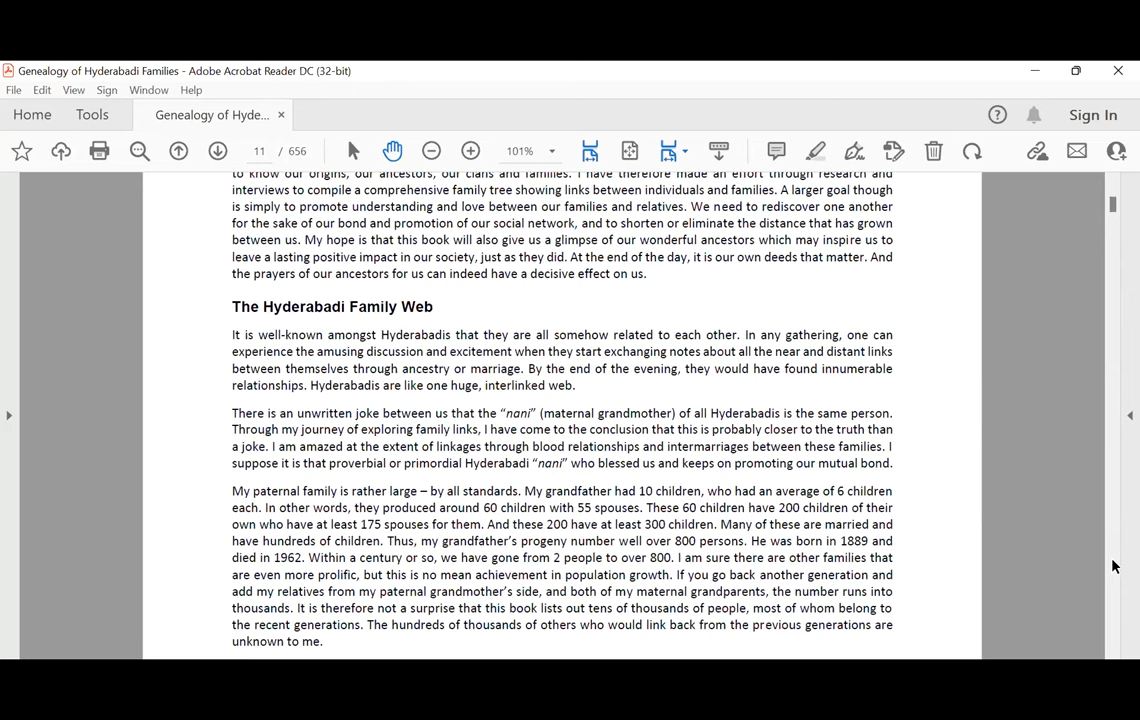 Genealogy of Hyderabadi Families - Adobe Acrobat Reader DC (32-bit)
File Edit View Sign Window Help
Home Tools Genealogy of Hyde... × Sign In
11 / 656 101%
to know our origins, our ancestors, our clans and families. I have therefore made an effort through research and
interviews to compile a comprehensive family tree showing links between individuals and families. A larger goal though
is simply to promote understanding and love between our families and relatives. We need to rediscover one another
for the sake of our bond and promotion of our social network, and to shorten or eliminate the distance that has grown
between us. My hope is that this book will also give us a glimpse of our wonderful ancestors which may inspire us to
leave a lasting positive impact in our society, just as they did. At the end of the day, it is our own deeds that matter. And
the prayers of our ancestors for us can indeed have a decisive effect on us.
The Hyderabadi Family Web
It is well-known amongst Hyderabadis that they are all somehow related to each other. In any gathering, one can
experience the amusing discussion and excitement when they start exchanging notes about all the near and distant links
between themselves through ancestry or marriage. By the end of the evening, they would have found innumerable
relationships. Hyderabadis are like one huge, interlinked web.
There is an unwritten joke between us that the “nani” (maternal grandmother) of all Hyderabadis is the same person.
Through my journey of exploring family links, I have come to the conclusion that this is probably closer to the truth than
a joke. I am amazed at the extent of linkages through blood relationships and intermarriages between these families. I
suppose it is that proverbial or primordial Hyderabadi “nani” who blessed us and keeps on promoting our mutual bond.
My paternal family is rather large – by all standards. My grandfather had 10 children, who had an average of 6 children
each. In other words, they produced around 60 children with 55 spouses. These 60 children have 200 children of their
own who have at least 175 spouses for them. And these 200 have at least 300 children. Many of these are married and
have hundreds of children. Thus, my grandfather’s progeny number well over 800 persons. He was born in 1889 and
died in 1962. Within a century or so, we have gone from 2 people to over 800. I am sure there are other families that
are even more prolific, but this is no mean achievement in population growth. If you go back another generation and
add my relatives from my paternal grandmother’s side, and both of my maternal grandparents, the number runs into
thousands. It is therefore not a surprise that this book lists out tens of thousands of people, most of whom belong to
the recent generations. The hundreds of thousands of others who would link back from the previous generations are
unknown to me.